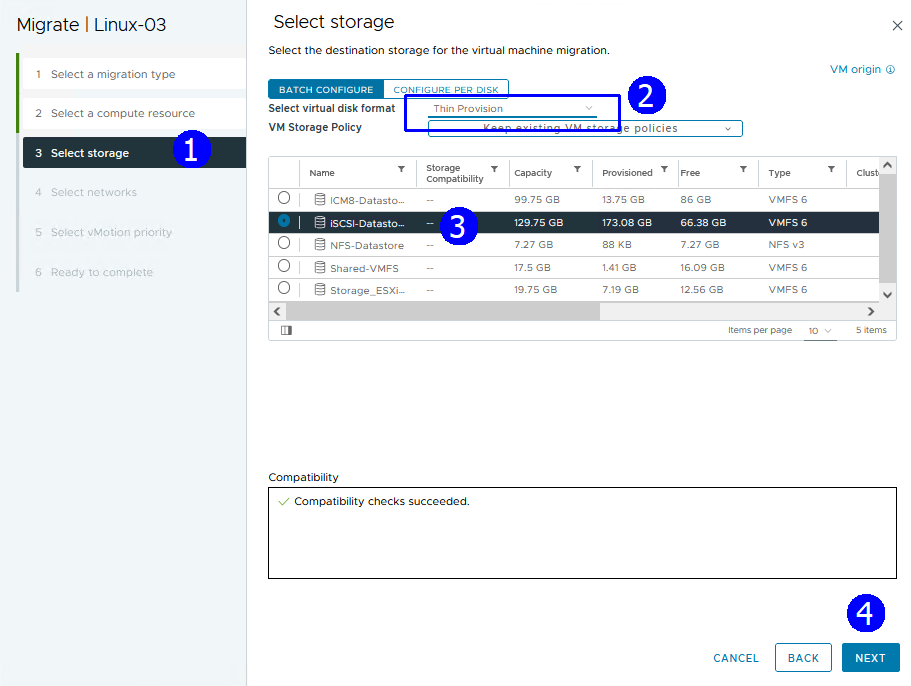 Migrate | Linux-03
1 Select a migration type
2 Select a compute resource
3 Select storage
1
4 Select networks
5 Select vMotion priority
6 Ready to complete
Select storage
Select the destination storage for the virtual machine migration.
VM origin
BATCH CONFIGURE CONFIGURE PER DISK
Select virtual disk format Thin Provision
2
VM Storage Policy Keep existing VM storage policies
Name Storage Compatibility Capacity Provisioned Free Type Clust
ICM8-Datasto... -- 99.75 GB 13.75 GB 86 GB VMFS 6
iSCSI-Datasto... -- 129.75 GB 173.08 GB 66.38 GB VMFS 6
3
NFS-Datastore -- 7.27 GB 88 KB 7.27 GB NFS v3
Shared-VMFS -- 17.5 GB 1.41 GB 16.09 GB VMFS 6
Storage_ESXi... -- 19.75 GB 7.19 GB 12.56 GB VMFS 6
Items per page 10 5 items
Compatibility
Compatibility checks succeeded.
4
CANCEL BACK NEXT